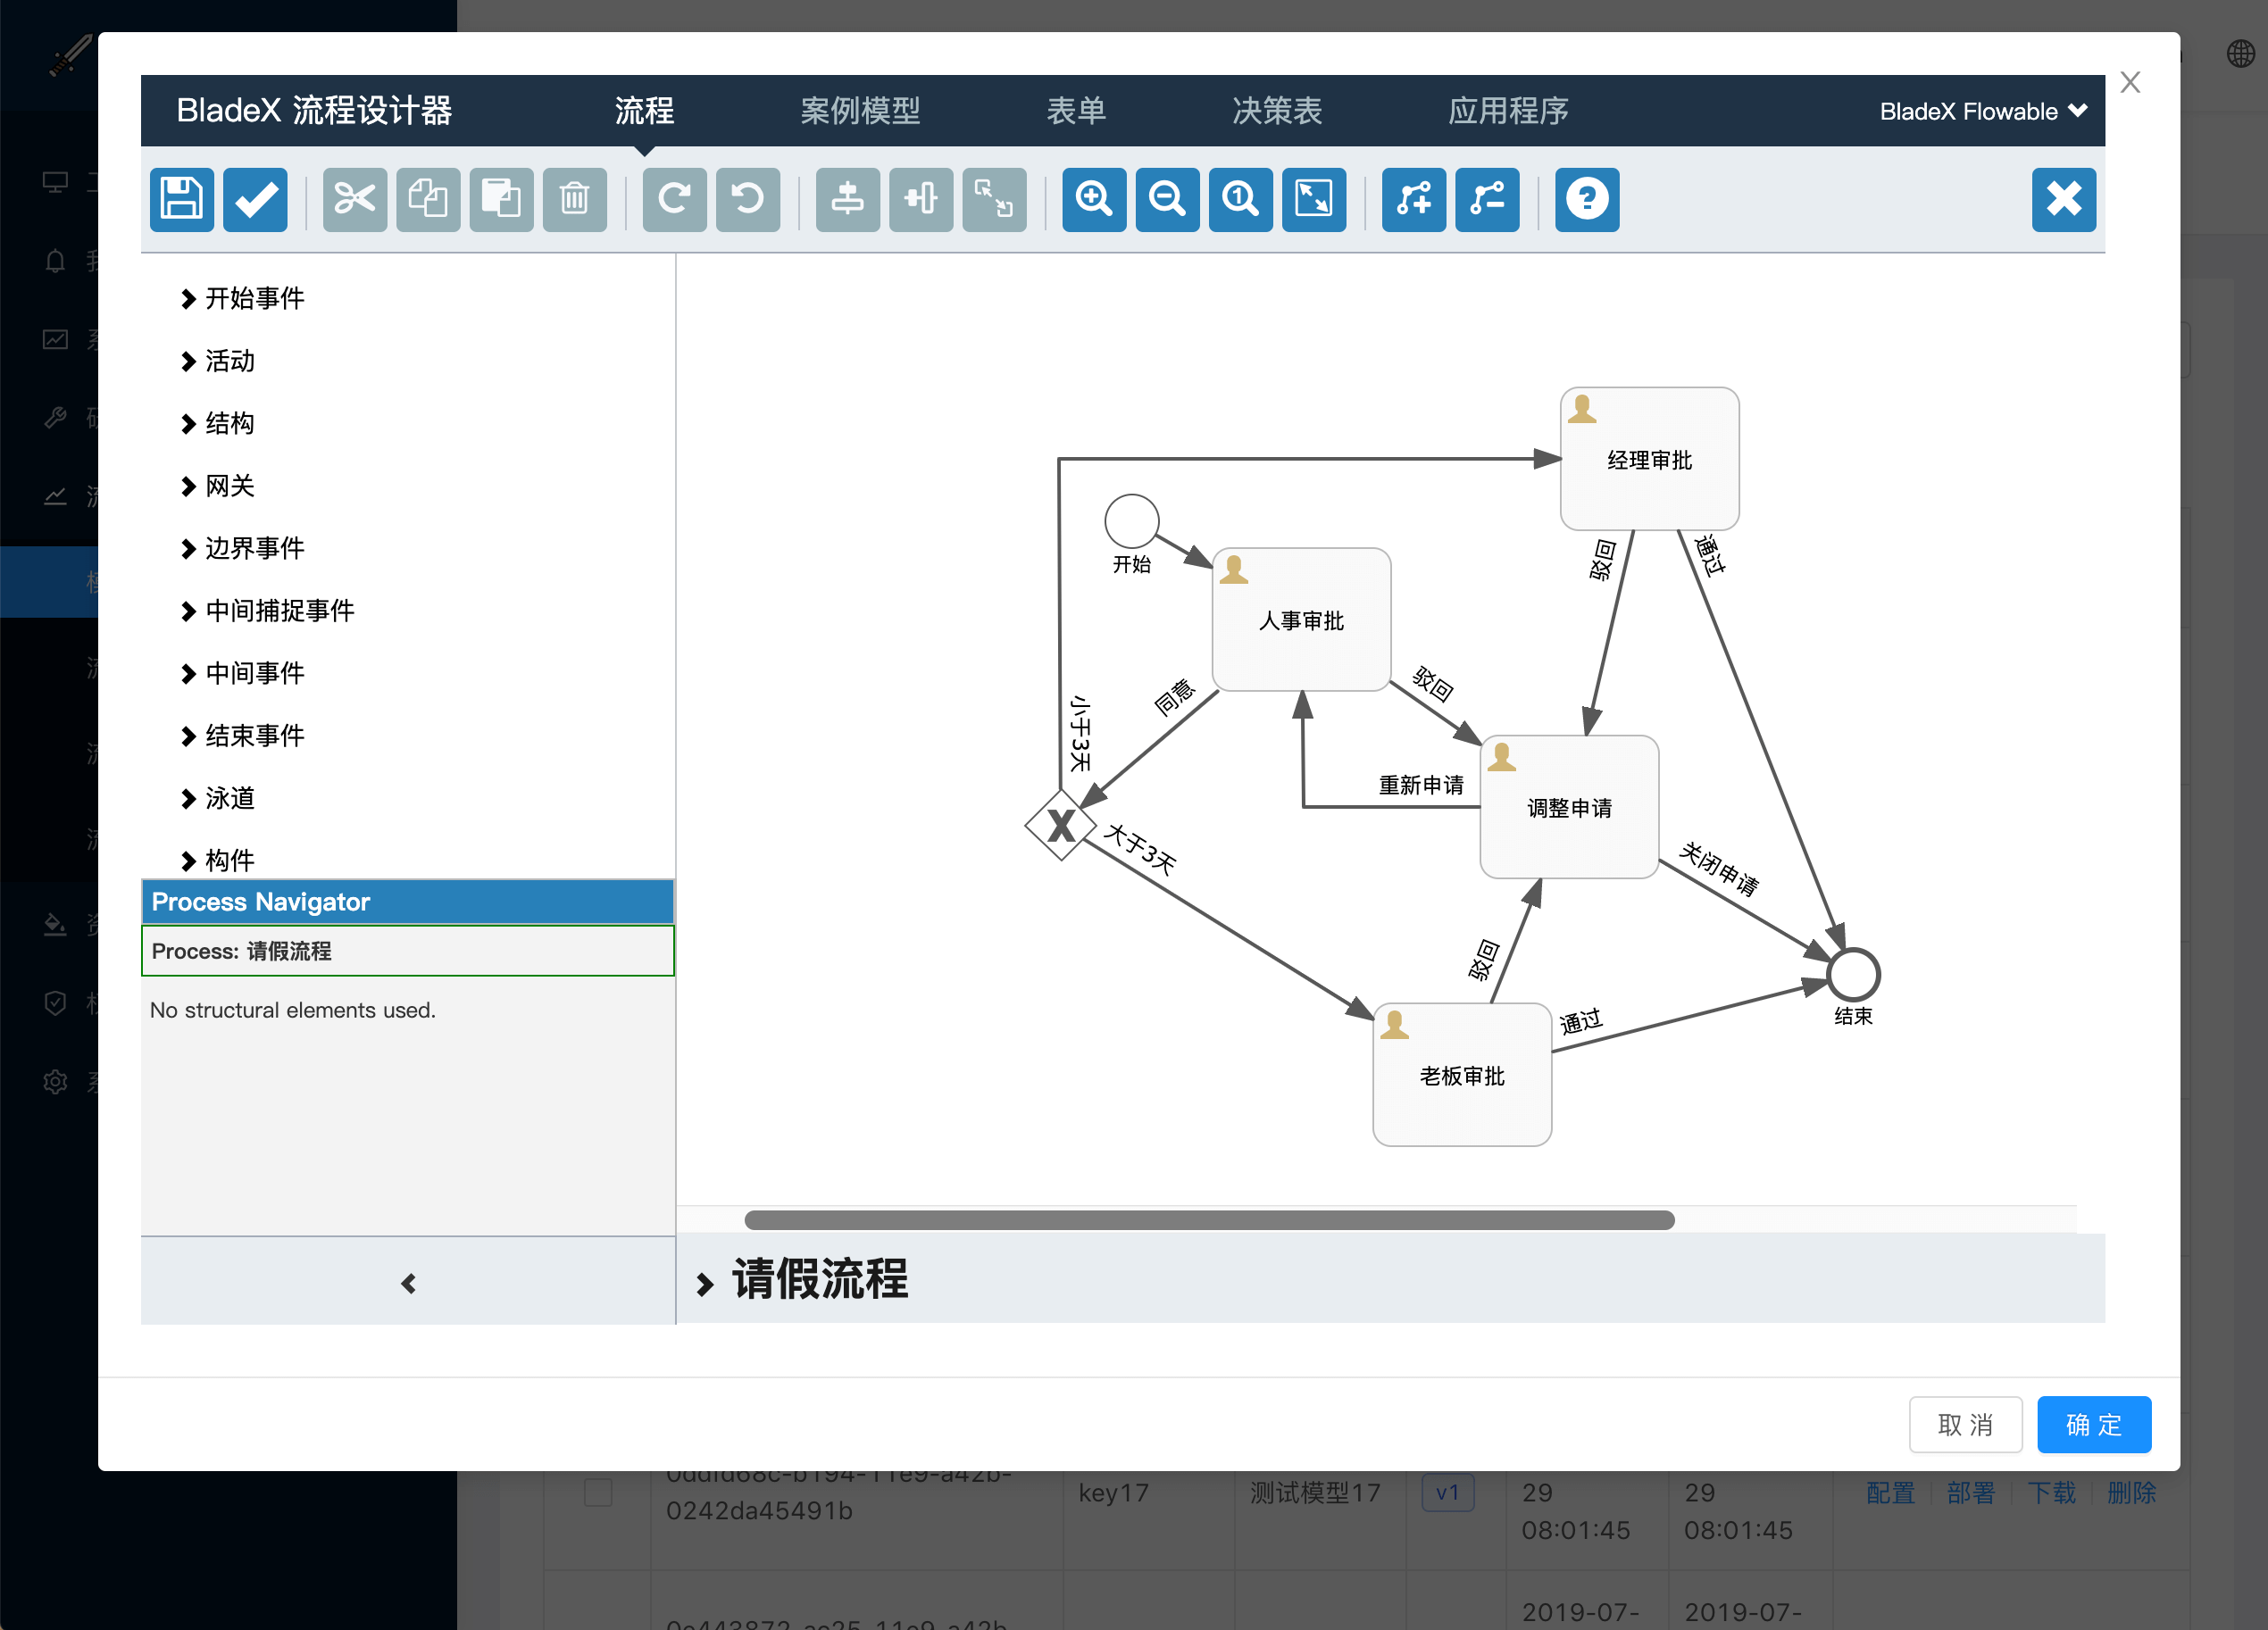 BladeX 流程设计器
流程
案例模型
表单
决策表
应用程序
BladeX Flowable
开始事件
活动
结构
网关
边界事件
中间捕捉事件
中间事件
结束事件
泳道
构件
Process Navigator
Process: 请假流程
No structural elements used.
经理审批
开始
驳回
通过
人事审批
同意
驳回
小于3天
重新申请
调整申请
大于3天
关闭申请
驳回
通过
结束
老板审批
请假流程
取 消
确 定
0ddfd68c-b194-11e9-a42b-
0242da45491b
key17
测试模型17
v1
29
08:01:45
29
08:01:45
配置
部署
下载
删除
2019-07-
2019-07-